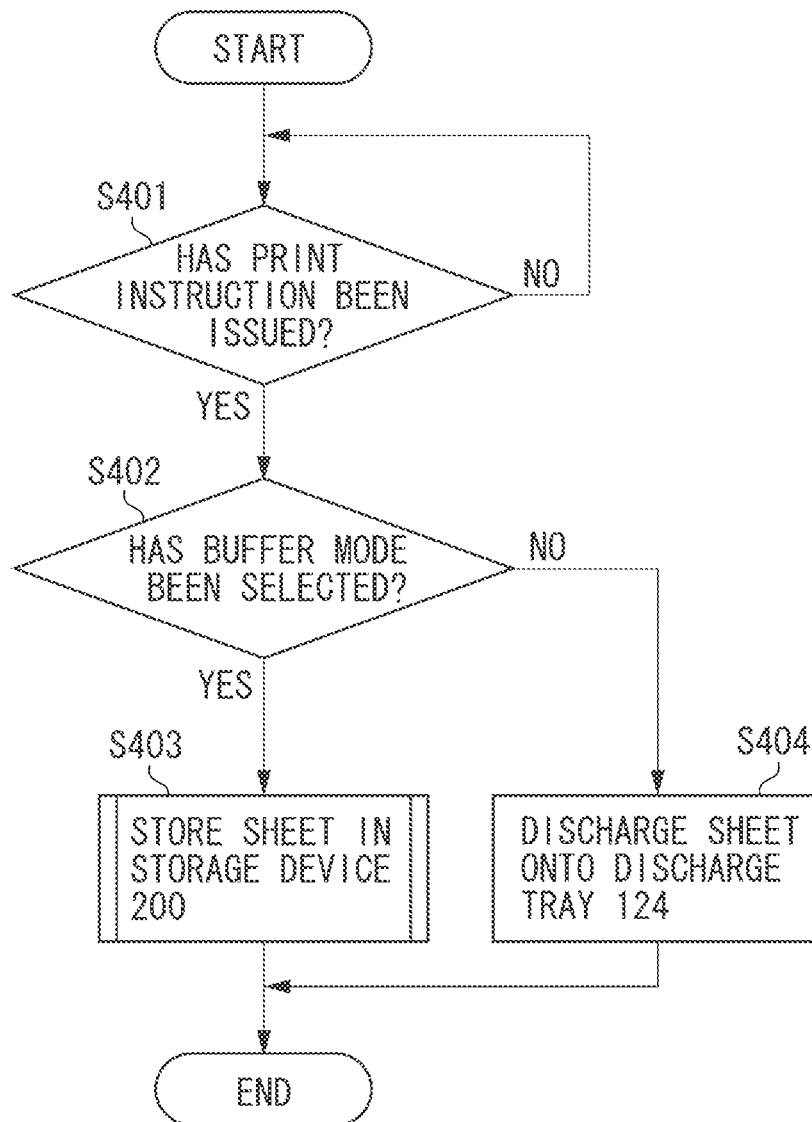 START
S401
HAS PRINT
INSTRUCTION BEEN
ISSUED?
NO
YES
S402
HAS BUFFER MODE
BEEN SELECTED?
NO
YES
S403
STORE SHEET IN
STORAGE DEVICE
200
S404
DISCHARGE SHEET
ONTO DISCHARGE
TRAY 124
END